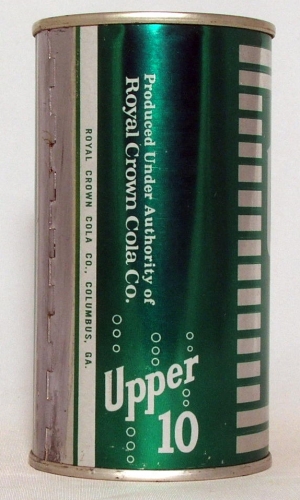 Produced Under Authority of
Royal Crown Cola Co.
ROYAL CROWN COLA CO., COLUMBUS, GA.
Upper
10